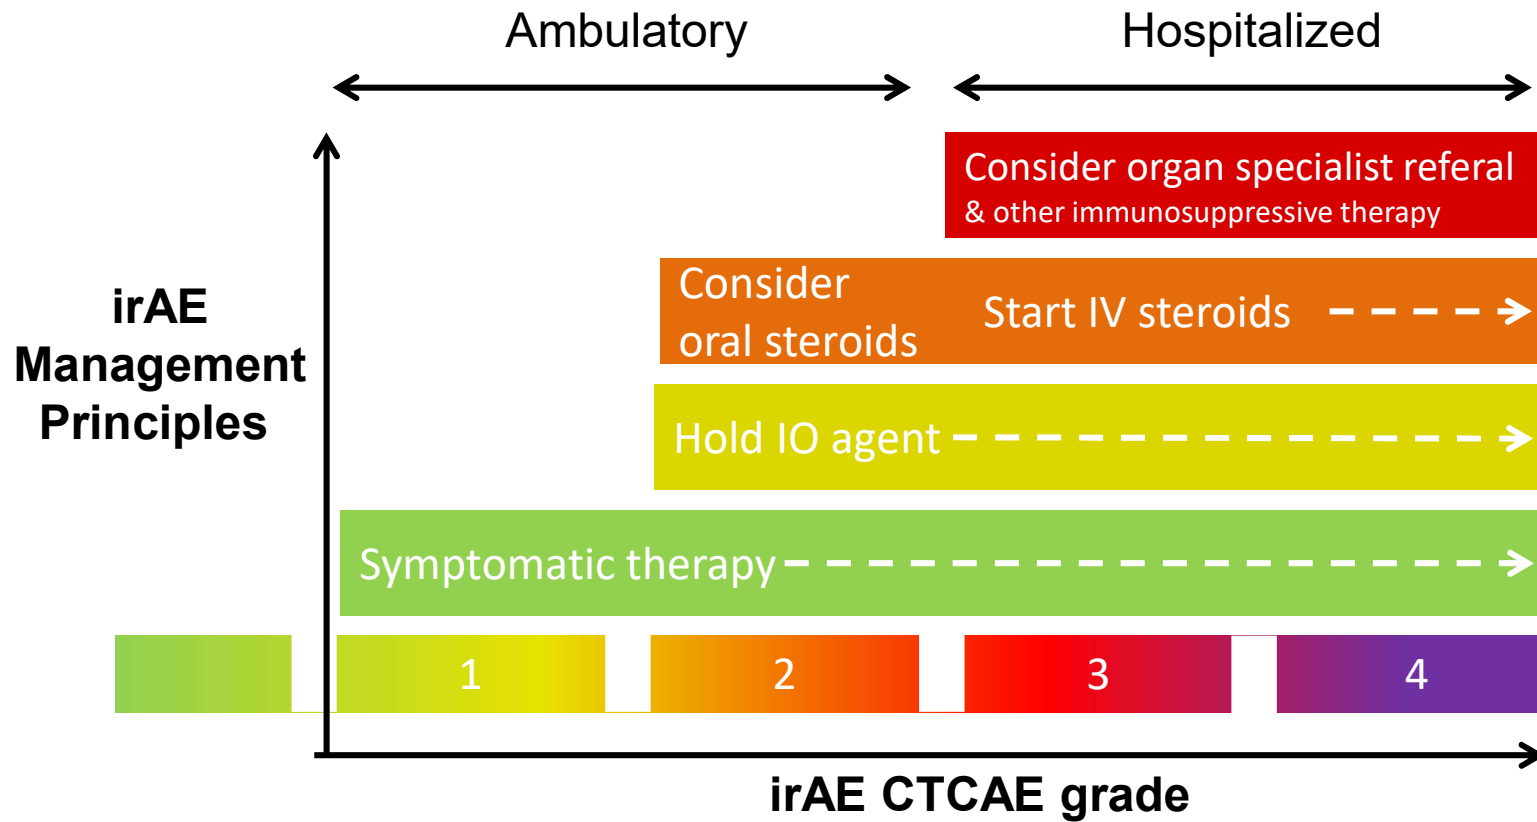 Ambulatory
Hospitalized
Consider organ specialist referal
& other immunosuppressive therapy
Consider
oral steroids
Start IV steroids
irAE
Management
Principles
Hold IO agent
Symptomatic therapy
1
2
3
4
irAE CTCAE grade